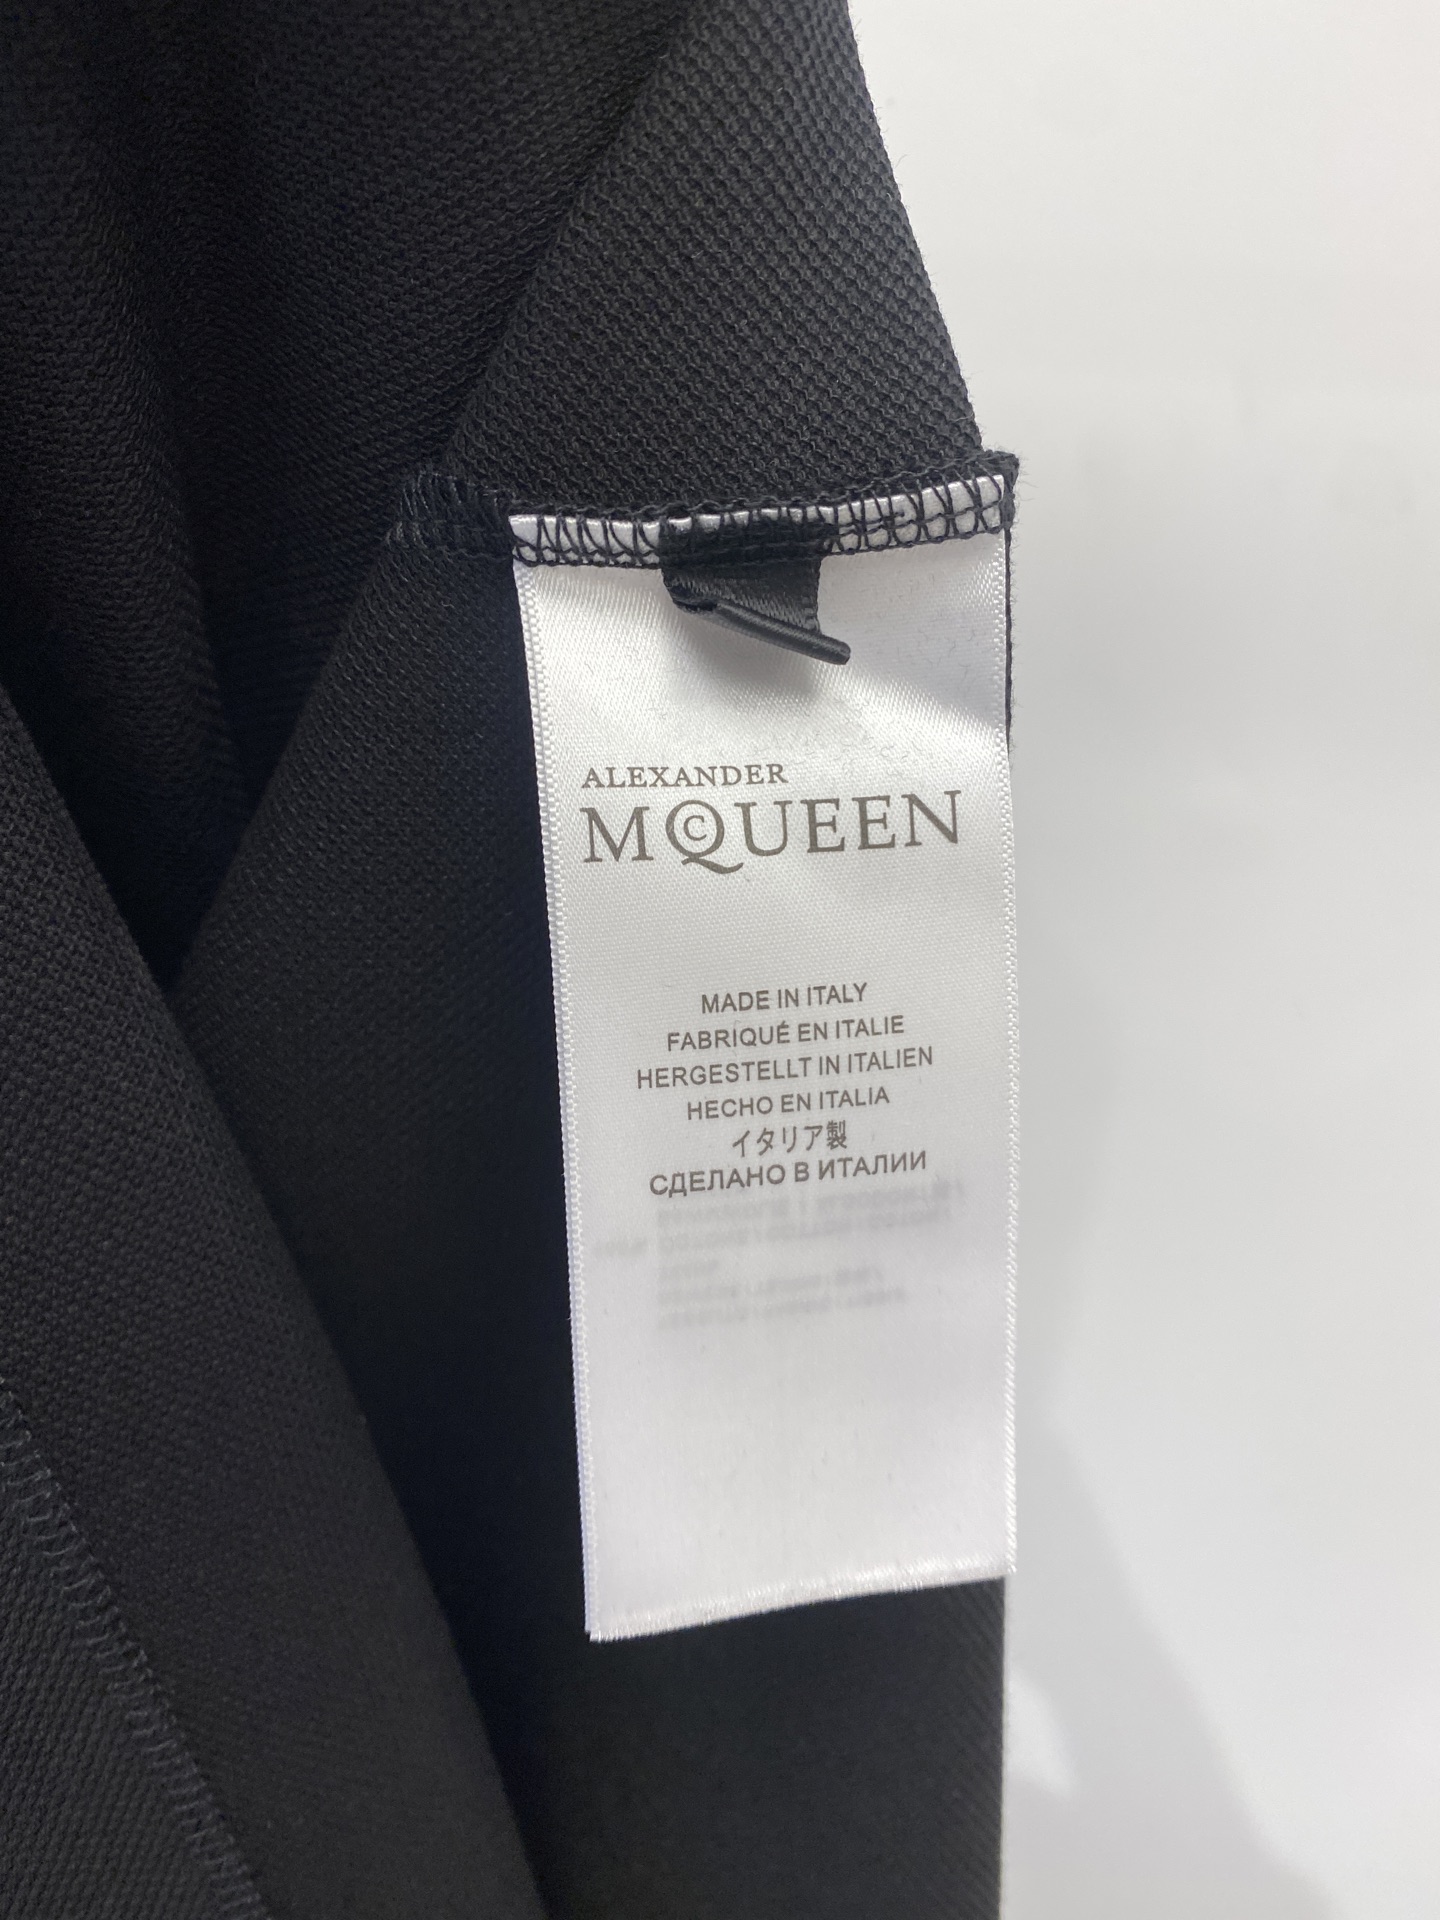 ALEXANDER
MCQUEEN
MADE IN ITALY
FABRIQUÉ EN ITALIE
HERGESTELLT IN ITALIEN
HECHO EN ITALIA
イタリア製
СДЕЛАНО В ИТАЛИИ